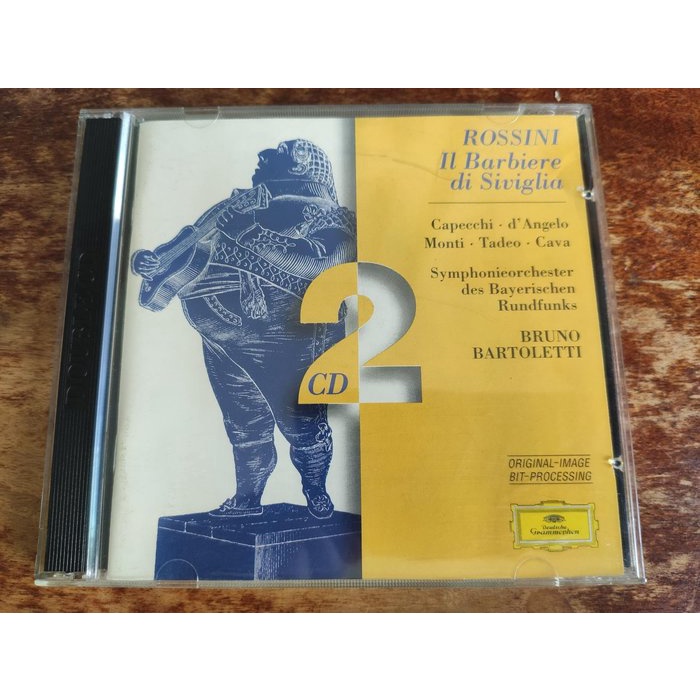 ROSSINI
Il Barbiere
di Siviglia
Capecchi · d'Angelo
Monti · Tadeo · Cava
Symphonieorchester
des Bayerischen
Rundfunks
BRUNO
BARTOLETTI
2
CD
ORIGINAL-IMAGE
BIT-PROCESSING
Deutsche
Grammophon